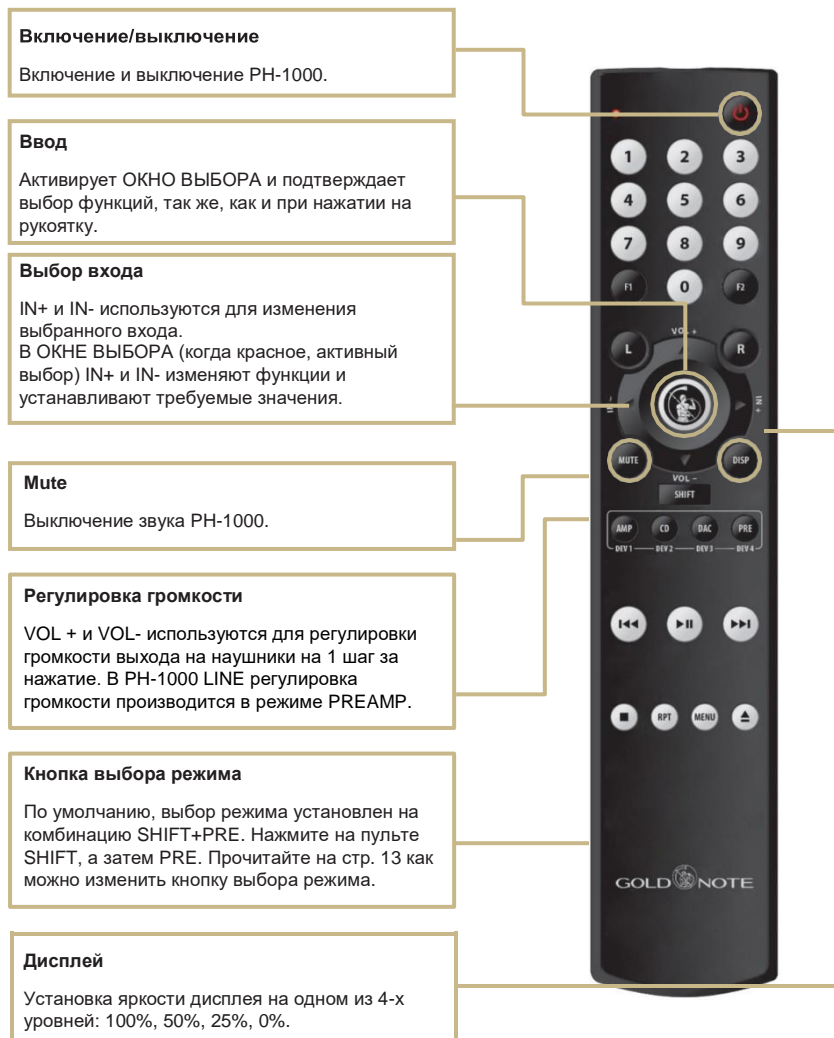 Включение/выключение
Включение и выключение PH-1000.
Ввод
Активирует ОКНО ВЫБОРА и подтверждает
выбор функций, так же, как и при нажатии на
рукоятку.
Выбор входа
IN+ и IN- используются для изменения
выбранного входа.
В ОКНЕ ВЫБОРА (когда красное, активный
выбор) IN+ и IN- изменяют функции и
устанавливают требуемые значения.
Mute
Выключение звука PH-1000.
Регулировка громкости
VOL + и VOL- используются для регулировки
громкости выхода на наушники на 1 шаг за
нажатие. В PH-1000 LINE регулировка
громкости производится в режиме PREAMP.
Кнопка выбора режима
По умолчанию, выбор режима установлен на
комбинацию SHIFT+PRE. Нажмите на пульте
SHIFT, а затем PRE. Прочитайте на стр. 13 как
можно изменить кнопку выбора режима.
Дисплей
Установка яркости дисплея на одном из 4-х
уровней: 100%, 50%, 25%, 0%.
1 2 3
4 5 6
7 8 9
F1 0 F2
VOL +
L R
IN - IN +
MUTE DISP
VOL -
SHIFT
AMP CD DAC PRE
DEV 1 DEV 2 DEV 3 DEV 4
RPT MENU
GOLD NOTE